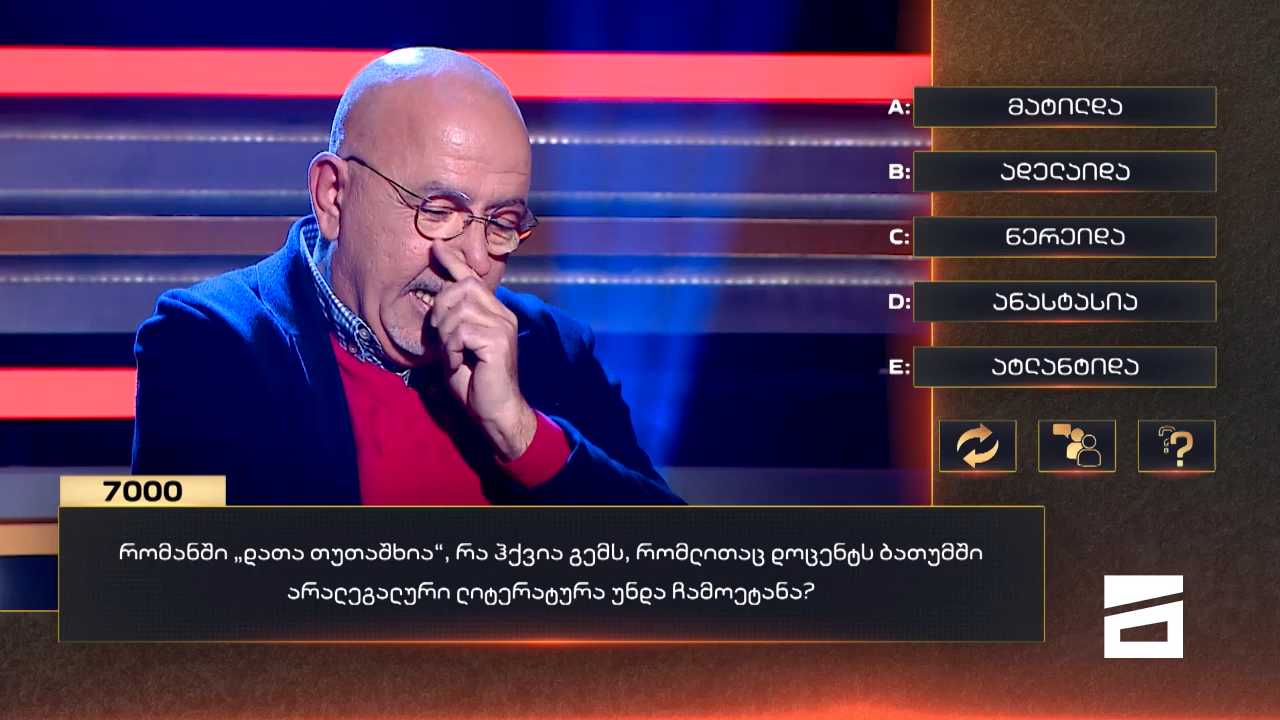 A: მატილდა
B: ადელაიდა
C: ნერეიდა
D: ანასტასია
E: ატლანტიდა
7000
რომანში „დათა თუთაშხია“, რა ჰქვია გემს, რომლითაც დოცენტს ბათუმში
არალეგალური ლიტერატურა უნდა ჩამოეტანა?